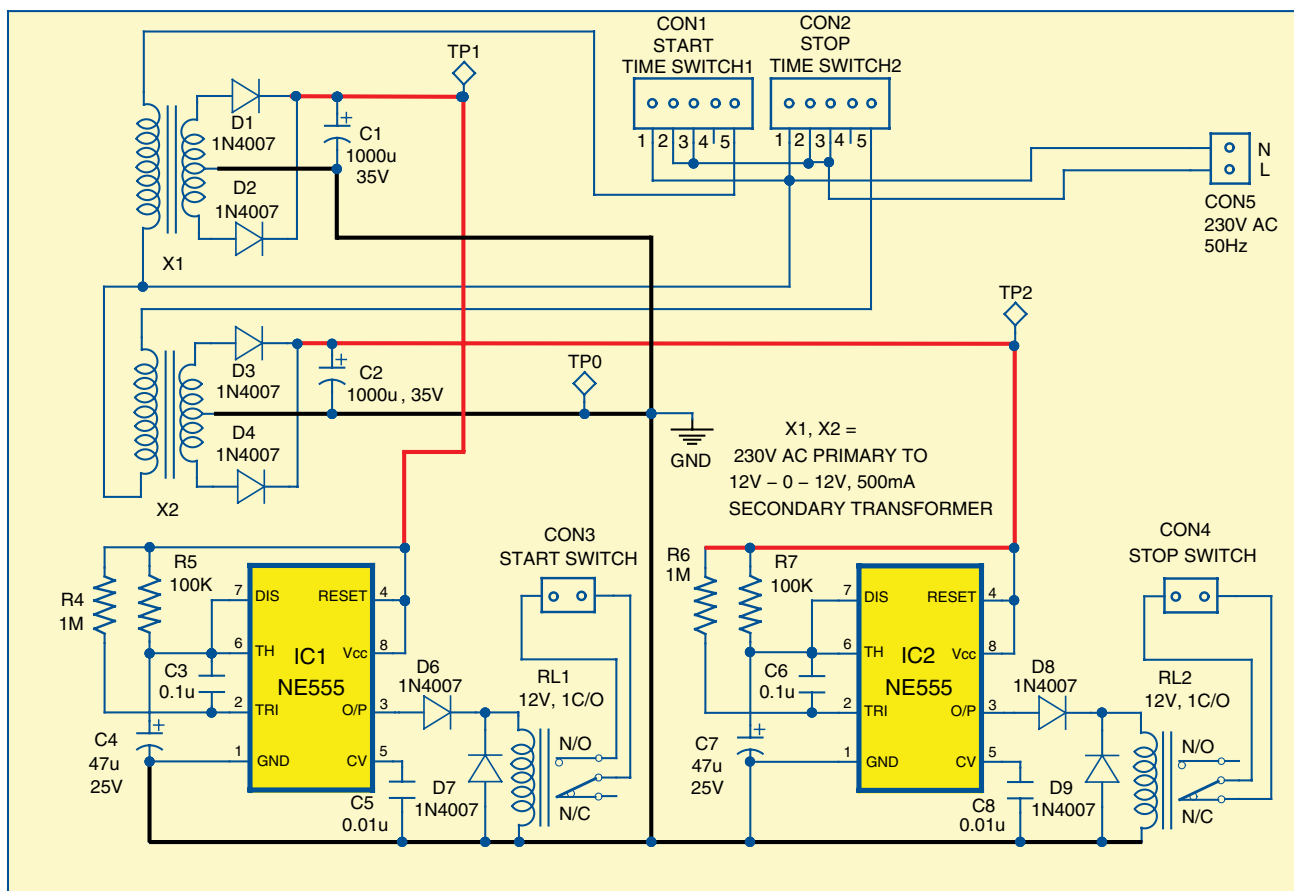 CON1
START
TIME SWITCH1
CON2
STOP
TIME SWITCH2
TP1
D1
1N4007
C1
1000u
35V
+
1 2 3 4 5
1 2 3 4 5
N
L
CON5
230V AC
50Hz
D2
1N4007
X1
TP2
D3
1N4007
+
C2
1000u , 35V
TP0
D4
1N4007
X2
GND
X1, X2 =
230V AC PRIMARY TO
12V – 0 – 12V, 500mA
SECONDARY TRANSFORMER
R4
1M
R5
100K
7
DIS
RESET
4
6
TH
Vcc
8
IC1
NE555
C3
0.1u
2
TRI
O/P
3
1
GND
CV
5
C4
47u
25V
+
C5
0.01u
D6
1N4007
D7
1N4007
CON3
START SWITCH
RL1
12V, 1C/O
N/O
N/C
R6
1M
R7
100K
7
DIS
RESET
4
6
TH
Vcc
8
IC2
NE555
C6
0.1u
2
TRI
O/P
3
1
GND
CV
5
C7
47u
25V
+
C8
0.01u
D8
1N4007
D9
1N4007
CON4
STOP SWITCH
RL2
12V, 1C/O
N/O
N/C